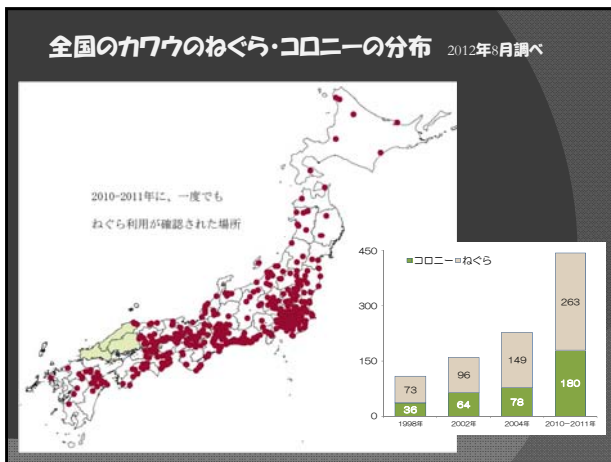 全国のカワウのねぐら・コロニーの分布 2012年8月調べ
2010-2011年に、一度でも
ねぐら利用が確認された場所
■コロニー □ねぐら
450
300
150
0
73
36
96
64
149
78
263
180
1998年
2002年
2004年
2010−2011年